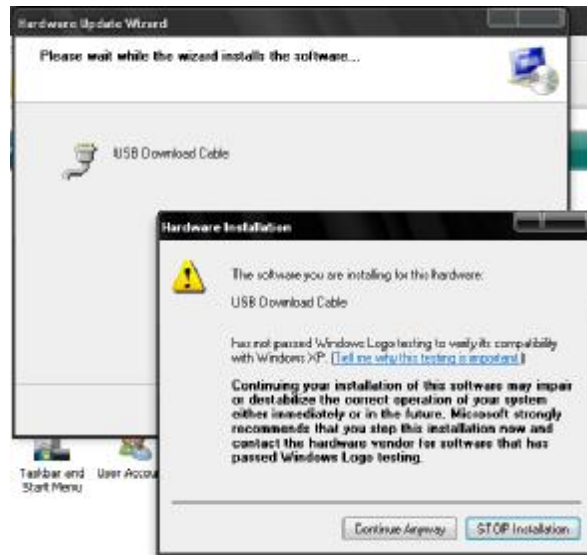 Hardware Update Wizard
Please wait while the wizard installs the software...
USB Download Cable
Hardware Installation
The software you are installing for this hardware:
USB Download Cable
has not passed Windows Logo testing to verify its compatibility
with Windows XP. (Tell me why this testing is important.)
Continuing your installation of this software may impair
or destabilize the correct operation of your system
either immediately or in the future. Microsoft strongly
recommends that you stop this installation now and
contact the hardware vendor for software that has
passed Windows Logo testing.
Continue Anyway
STOP Installation
Taskbar and
Start Menu
User Accou